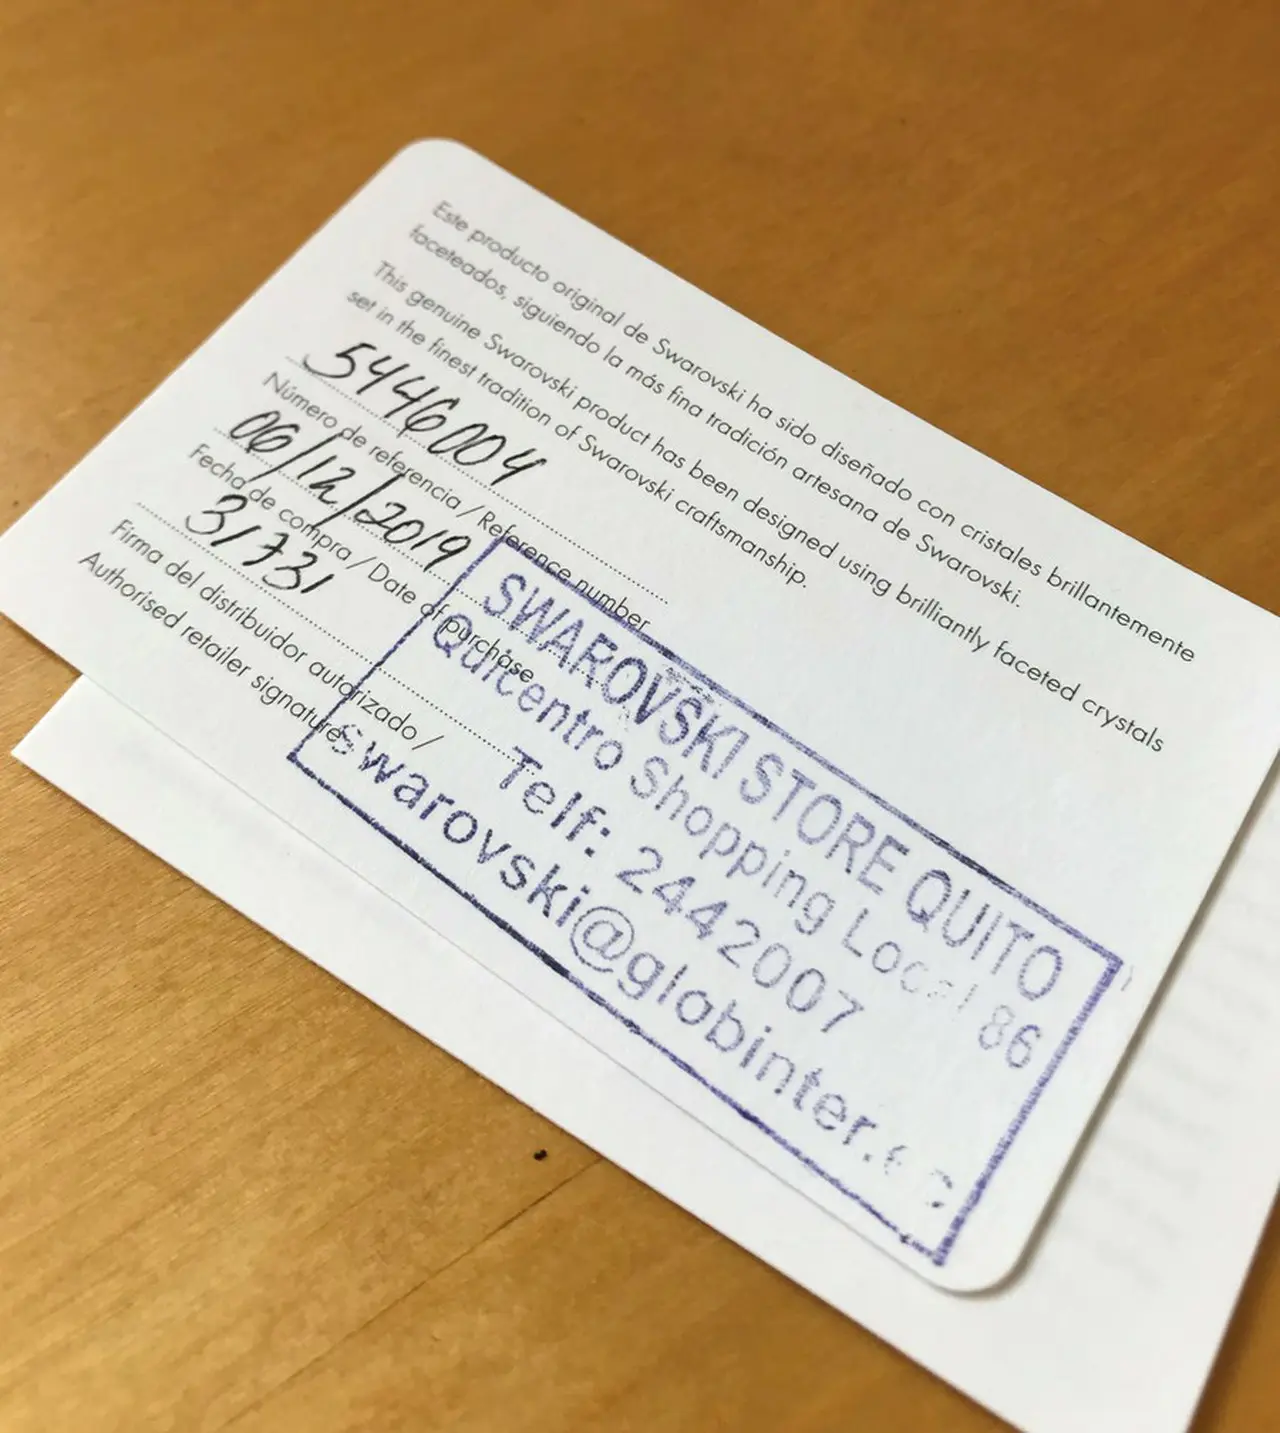 Este producto original de Swarovski ha sido diseñado con cristales brillantemente
faceteados, siguiendo la más fina tradición artesana de Swarovski.
This genuine Swarovski product has been designed using brilliantly faceted crystals
set in the finest tradition of Swarovski craftsmanship.
5446004
Número de referencia / Reference number
06/12/2019
Fecha de compra / Date of purchase
31731
Firma del distribuidor autorizado /
Authorised retailer signature
SWAROVSKI STORE QUITO
Quicentro Shopping Local 86
Telf: 2442007
swarovski@globinter.